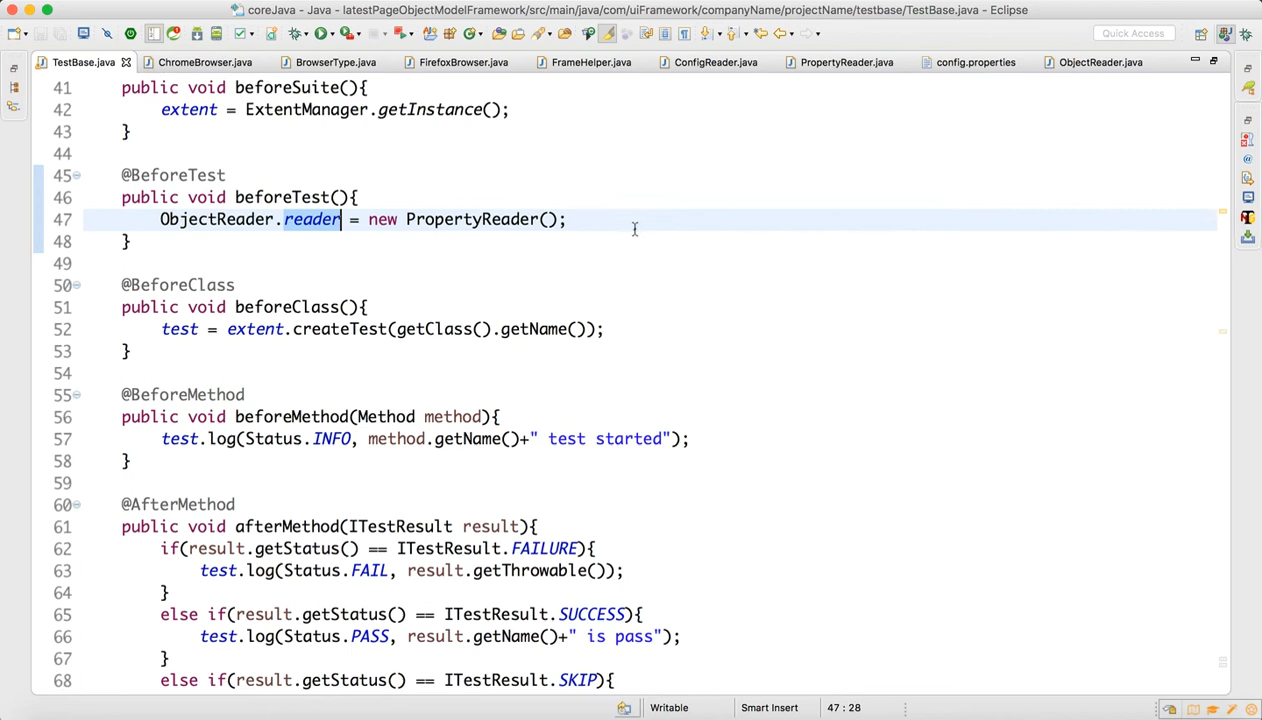 coreJava - Java - latestPageObjectModelFramework/src/main/java/com/uiFramework/companyName/projectName/testbase/TestBase.java - Eclipse
Quick Access
TestBase.java ChromeBrowser.java BrowserType.java FirefoxBrowser.java FrameHelper.java ConfigReader.java PropertyReader.java config.properties ObjectReader.java
41 public void beforeSuite(){
42 extent = ExtentManager.getInstance();
43 }
44
45 @BeforeTest
46 public void beforeTest(){
47 ObjectReader.reader = new PropertyReader();
48 }
49
50 @BeforeClass
51 public void beforeClass(){
52 test = extent.createTest(getClass().getName());
53 }
54
55 @BeforeMethod
56 public void beforeMethod(Method method){
57 test.log(Status.INFO, method.getName()+" test started");
58 }
59
60 @AfterMethod
61 public void afterMethod(ITestResult result){
62 if(result.getStatus() == ITestResult.FAILURE){
63 test.log(Status.FAIL, result.getThrowable());
64 }
65 else if(result.getStatus() == ITestResult.SUCCESS){
66 test.log(Status.PASS, result.getName()+" is pass");
67 }
68 else if(result.getStatus() == ITestResult.SKIP){
Writable Smart Insert 47 : 28